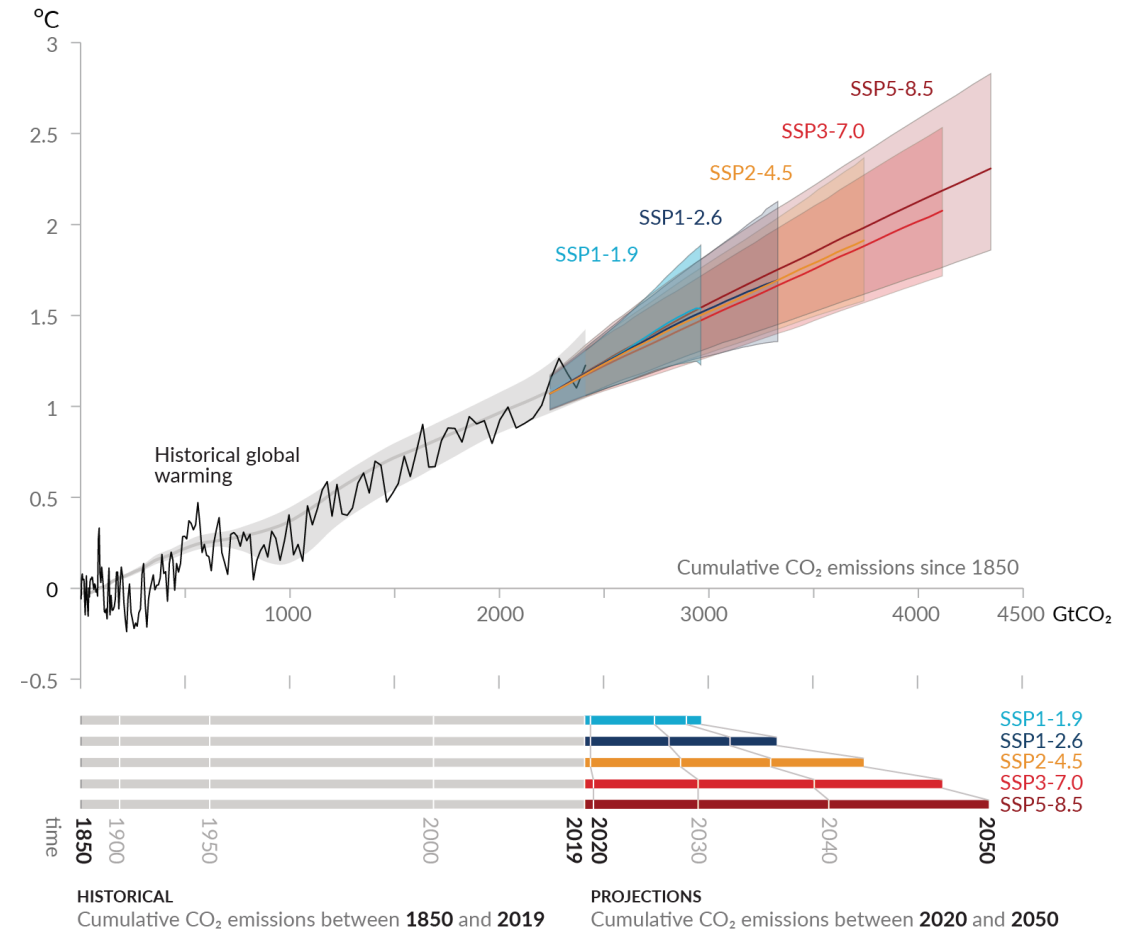 °C
3
SSP5-8.5
SSP3-7.0
2.5
SSP2-4.5
SSP1-2.6
2
SSP1-1.9
1.5
1
Historical global
warming
0.5
Cumulative CO₂ emissions since 1850
0
1000
2000
3000
4000
4500 GtCO₂
-0.5
SSP1-1.9
SSP1-2.6
SSP2-4.5
SSP3-7.0
SSP5-8.5
time
1850
1900
1950
2000
2019
2020
2030
2040
2050
HISTORICAL
Cumulative CO₂ emissions between 1850 and 2019
PROJECTIONS
Cumulative CO₂ emissions between 2020 and 2050